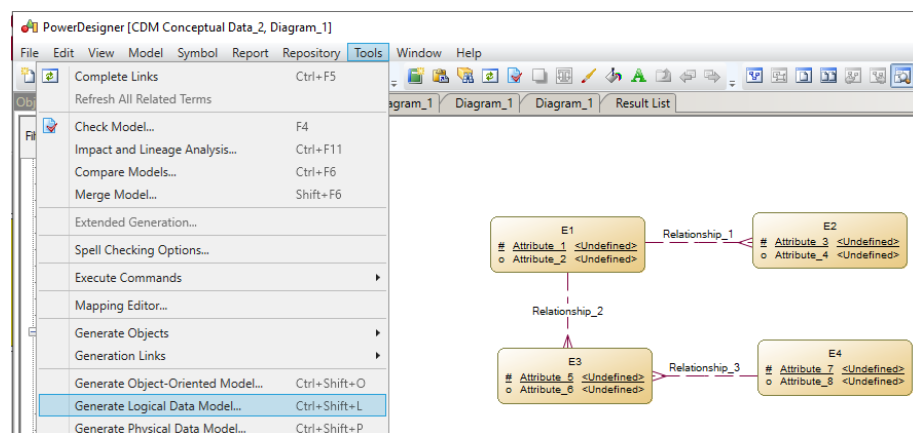 PowerDesigner [CDM Conceptual Data_2, Diagram_1]
File Edit View Model Symbol Report Repository Tools Window Help
Complete Links Ctrl+F5
Refresh All Related Terms
Check Model... F4
Impact and Lineage Analysis... Ctrl+F11
Compare Models... Ctrl+F6
Merge Model... Shift+F6
Extended Generation...
Spell Checking Options...
Execute Commands
Mapping Editor...
Generate Objects
Generation Links
Generate Object-Oriented Model... Ctrl+Shift+O
Generate Logical Data Model... Ctrl+Shift+L
Generate Physical Data Model... Ctrl+Shift+P
Obj
agram_1 Diagram_1 Diagram_1 Result List
E1
# Attribute_1 <Undefined>
o Attribute_2 <Undefined>
Relationship_1
E2
# Attribute_3 <Undefined>
o Attribute_4 <Undefined>
Relationship_2
E3
# Attribute_5 <Undefined>
o Attribute_6 <Undefined>
Relationship_3
E4
# Attribute_7 <Undefined>
o Attribute_8 <Undefined>